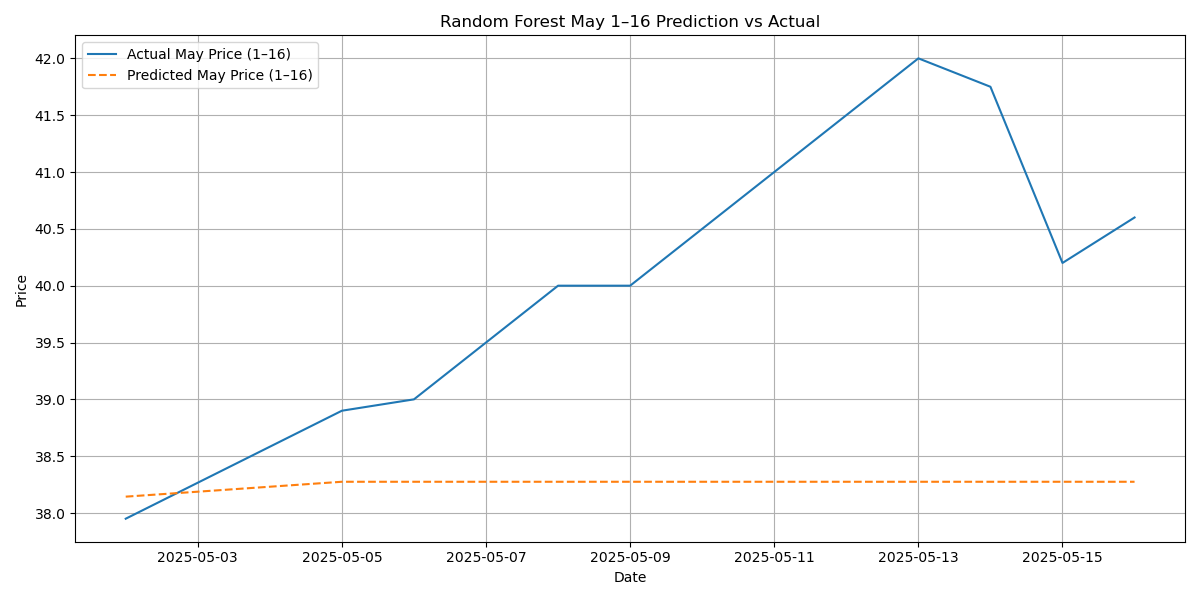 Random Forest May 1–16 Prediction vs Actual
Actual May Price (1–16)
Predicted May Price (1–16)
42.0
41.5
41.0
40.5
40.0
39.5
39.0
38.5
38.0
Price
2025-05-03 2025-05-05 2025-05-07 2025-05-09 2025-05-11 2025-05-13 2025-05-15
Date